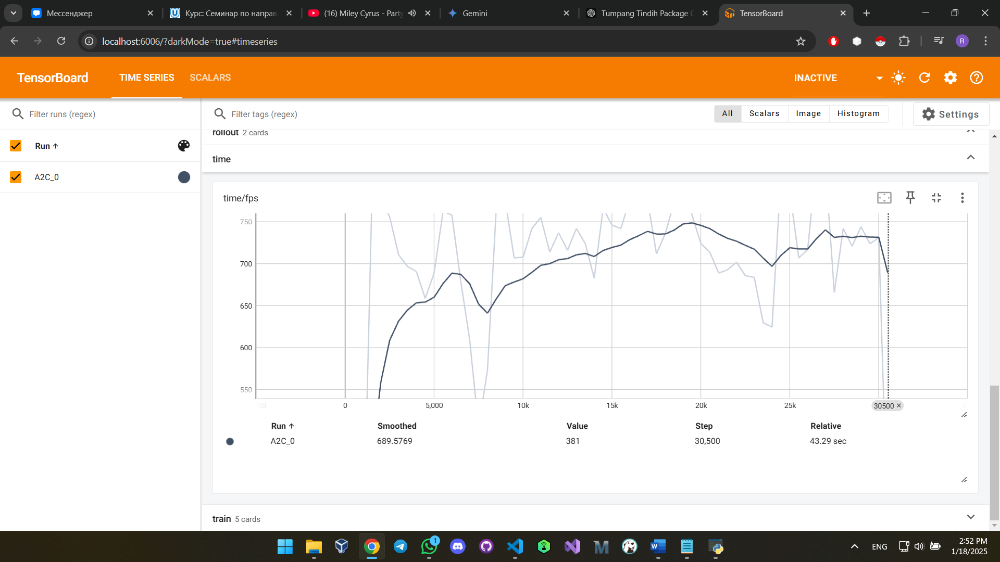 Мессенджер
Курс: Семинар по направ
(16) Miley Cyrus - Party
Gemini
Tumpang Tindih Package C
TensorBoard
localhost:6006/?darkMode=true#timeseries
R
TensorBoard
TIME SERIES
SCALARS
INACTIVE
Filter runs (regex)
Filter tags (regex)
All
Scalars
Image
Histogram
Settings
Run
A2C_0
rollout 2 cards
time
time/fps
750
700
650
600
550
0
5,000
10k
15k
20k
25k
30500
Run Smoothed Value Step Relative
A2C_0 689.5769 381 30,500 43.29 sec
train 5 cards
1
ENG
2:52 PM
1/18/2025